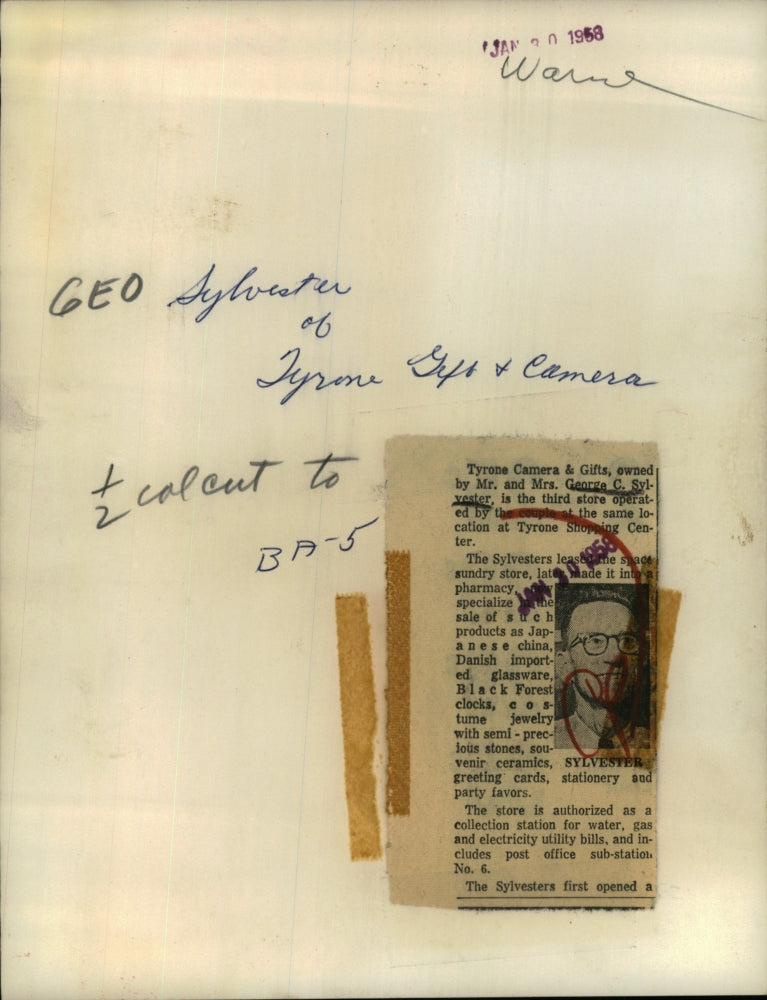 JAN 30 1958
GEO Sylvester
of
Tyrone Gift & Camera
1/2 col cut to
BA-5
Tyrone Camera & Gifts, owned
by Mr. and Mrs. George C. Syl-
vester, is the third store operat-
ed by the couple at the same lo-
cation at Tyrone Shopping Cen-
ter.
The Sylvesters leased the space
sundry store, later made it into a
pharmacy, now
specialize in the
sale of such
products as Jap-
anese china,
Danish import-
ed glassware,
Black Forest
clocks, cos-
tume jewelry
with semi-prec-
ious stones, sou-
venir ceramics,
SYLVESTER
greeting cards, stationery and
party favors.
The store is authorized as a
collection station for water, gas
and electricity utility bills, and in-
cludes post office sub-station
No. 6.
The Sylvesters first opened a
JAN 30 1958